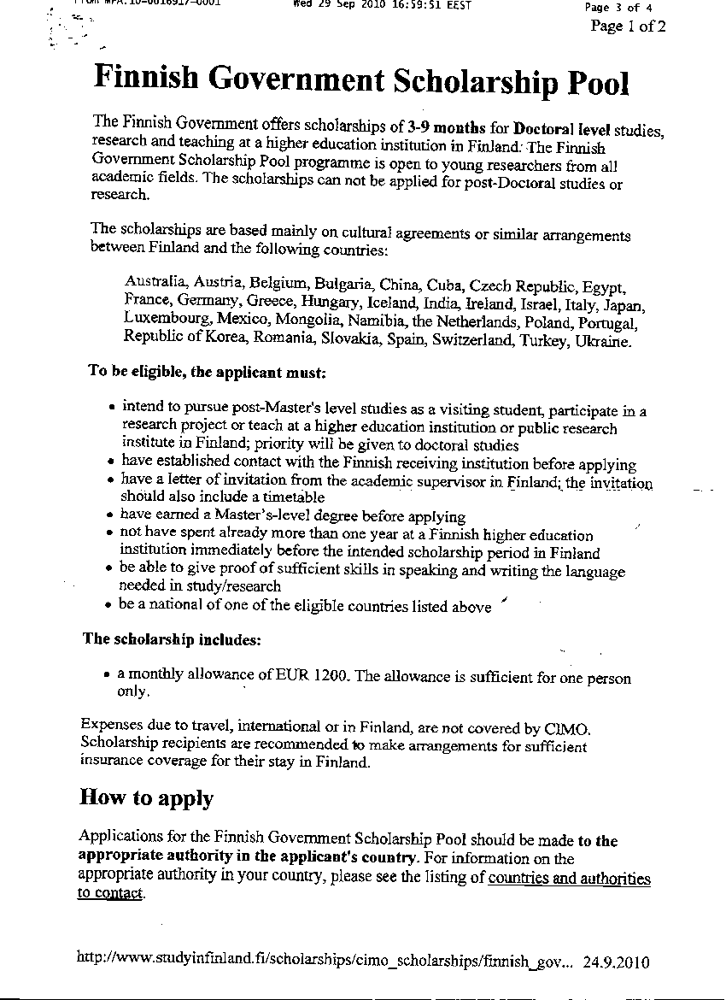 From MFA:10-0016917-0001 Wed 29 Sep 2010 16:59:51 EEST Page 3 of 4
Page 1 of 2
Finnish Government Scholarship Pool
The Finnish Government offers scholarships of 3-9 months for Doctoral level studies,
research and teaching at a higher education institution in Finland. The Finnish
Government Scholarship Pool programme is open to young researchers from all
academic fields. The scholarships can not be applied for post-Doctoral studies or
research.
The scholarships are based mainly on cultural agreements or similar arrangements
between Finland and the following countries:
Australia, Austria, Belgium, Bulgaria, China, Cuba, Czech Republic, Egypt,
France, Germany, Greece, Hungary, Iceland, India, Ireland, Israel, Italy, Japan,
Luxembourg, Mexico, Mongolia, Namibia, the Netherlands, Poland, Portugal,
Republic of Korea, Romania, Slovakia, Spain, Switzerland, Turkey, Ukraine.
To be eligible, the applicant must:
• intend to pursue post-Master's level studies as a visiting student, participate in a
research project or teach at a higher education institution or public research
institute in Finland; priority will be given to doctoral studies
• have established contact with the Finnish receiving institution before applying
• have a letter of invitation from the academic supervisor in Finland; the invitation
should also include a timetable
• have earned a Master's-level degree before applying
• not have spent already more than one year at a Finnish higher education
institution immediately before the intended scholarship period in Finland
• be able to give proof of sufficient skills in speaking and writing the language
needed in study/research
• be a national of one of the eligible countries listed above
The scholarship includes:
• a monthly allowance of EUR 1200. The allowance is sufficient for one person
only.
Expenses due to travel, international or in Finland, are not covered by CIMO.
Scholarship recipients are recommended to make arrangements for sufficient
insurance coverage for their stay in Finland.
How to apply
Applications for the Finnish Government Scholarship Pool should be made to the
appropriate authority in the applicant's country. For information on the
appropriate authority in your country, please see the listing of countries and authorities
to contact.
http://www.studyinfinland.fi/scholarships/cimo_scholarships/finnish_gov... 24.9.2010